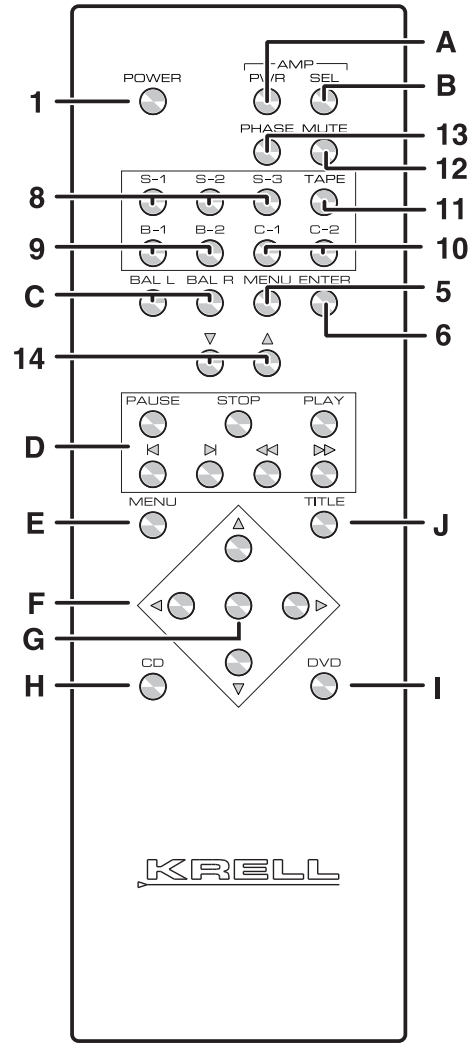 A
AMP
POWER PWR SEL
1 B
PHASE MUTE 13
12
S-1 S-2 S-3 TAPE
8 11
B-1 B-2 C-1 C-2
9 10
BAL L BAL R MENU ENTER
C 5
6
14
PAUSE STOP PLAY
D
MENU TITLE
E J
F
G
CD DVD
H I
KRELL